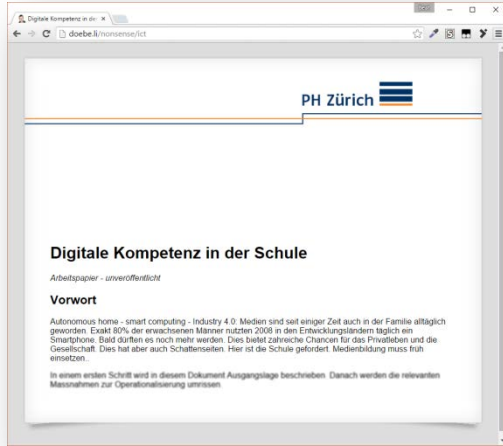 Digitale Kompetenz in der
doebe.li/nonsense/ict
PH Zürich
Digitale Kompetenz in der Schule
Arbeitspapier - unveröffentlicht
Vorwort
Autonomous home - smart computing - Industry 4.0: Medien sind seit einiger Zeit auch in der Familie alltäglich
geworden. Exakt 80% der erwachsenen Männer nutzten 2008 in den Entwicklungsländern täglich ein
Smartphone. Bald dürften es noch mehr werden. Dies bietet zahreiche Chancen für das Privatleben und die
Gesellschaft. Dies hat aber auch Schattenseiten. Hier ist die Schule gefordert. Medienbildung muss früh
einsetzen..
In einem ersten Schritt wird in diesem Dokument Ausgangslage beschrieben. Danach werden die relevanten
Massnahmen zur Operationalisierung umrissen.